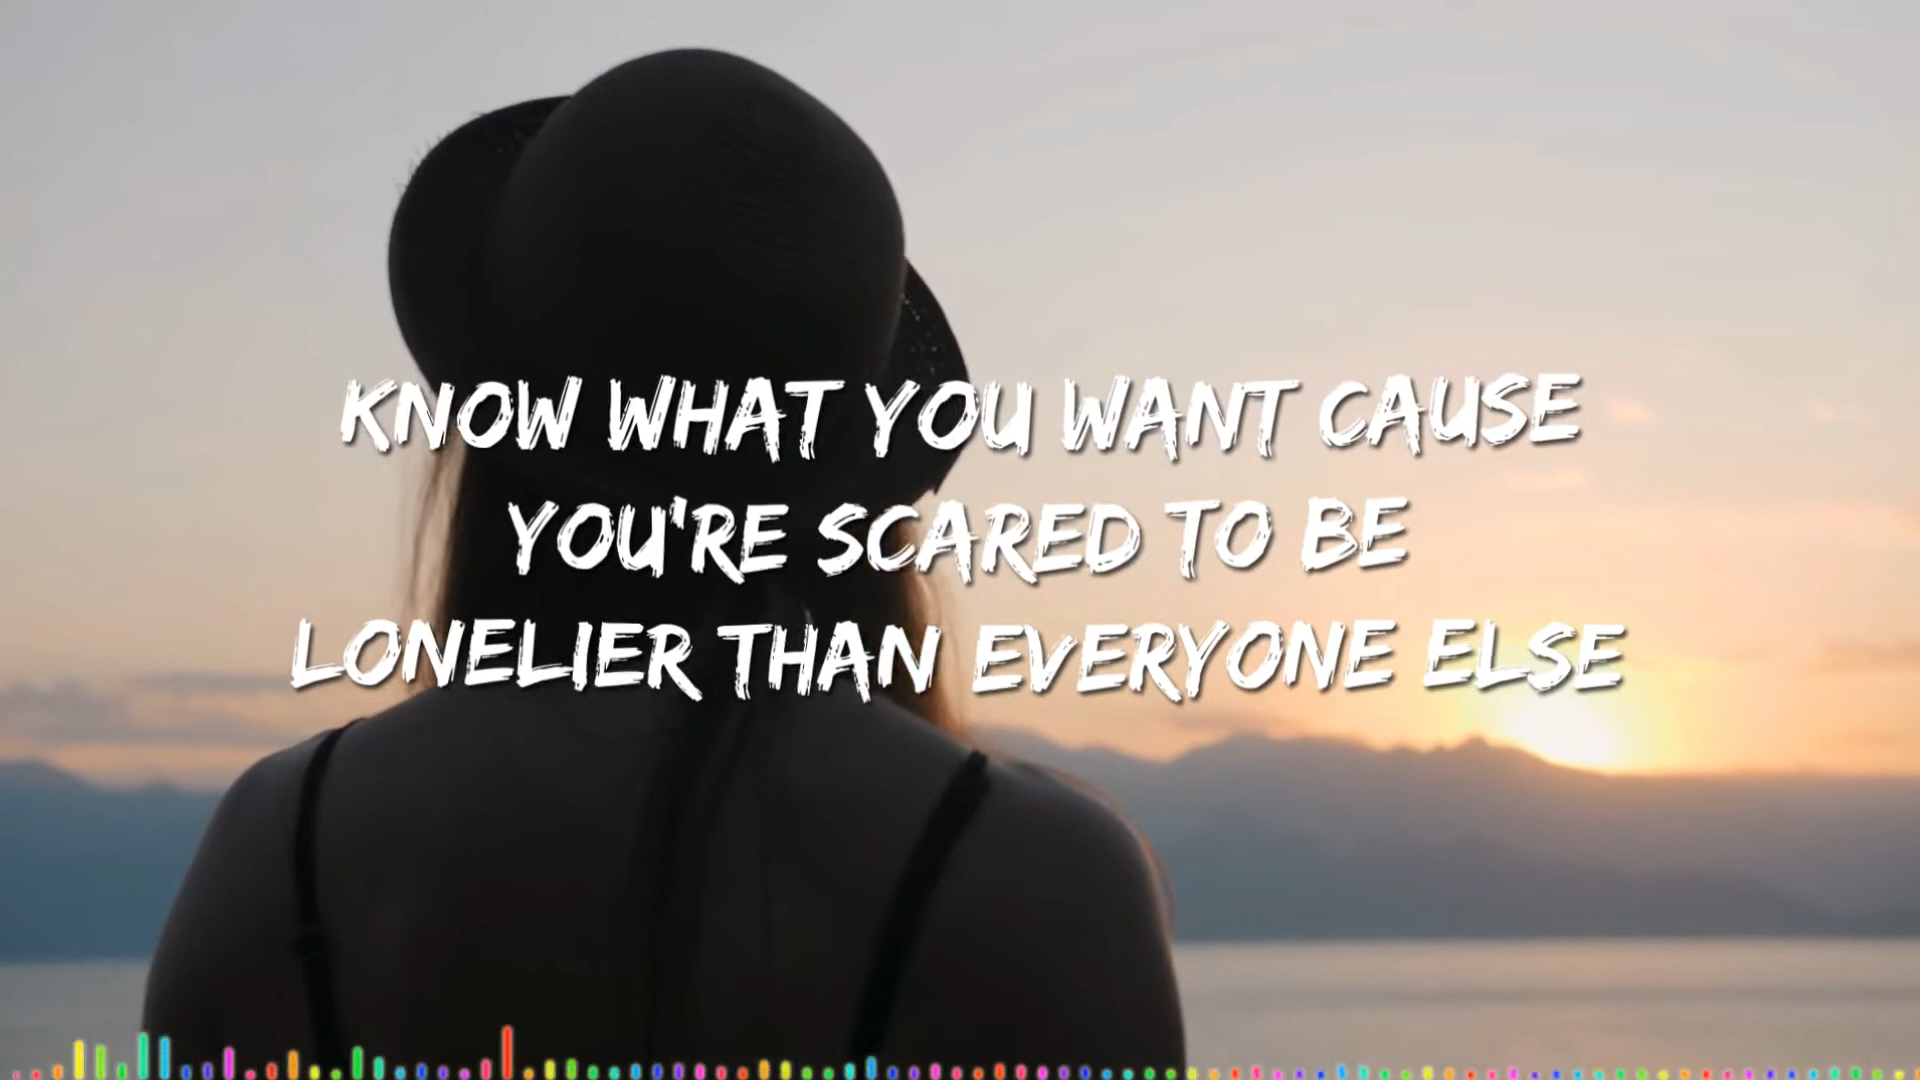 KNOW WHAT YOU WANT CAUSE
YOU'RE SCARED TO BE
LONELIER THAN EVERYONE ELSE